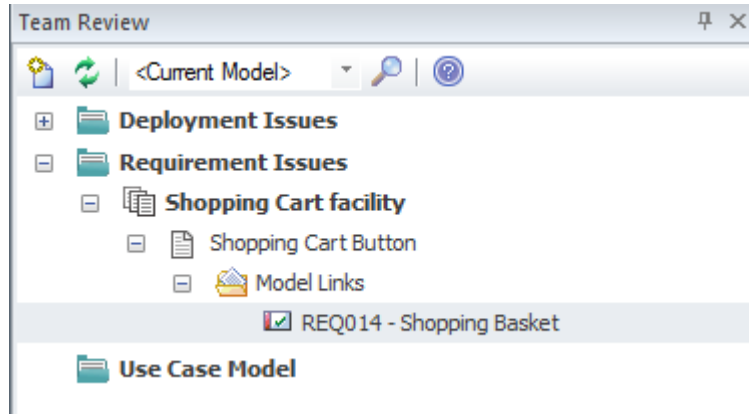 Team Review
<Current Model>
Deployment Issues
Requirement Issues
Shopping Cart facility
Shopping Cart Button
Model Links
REQ014 - Shopping Basket
Use Case Model